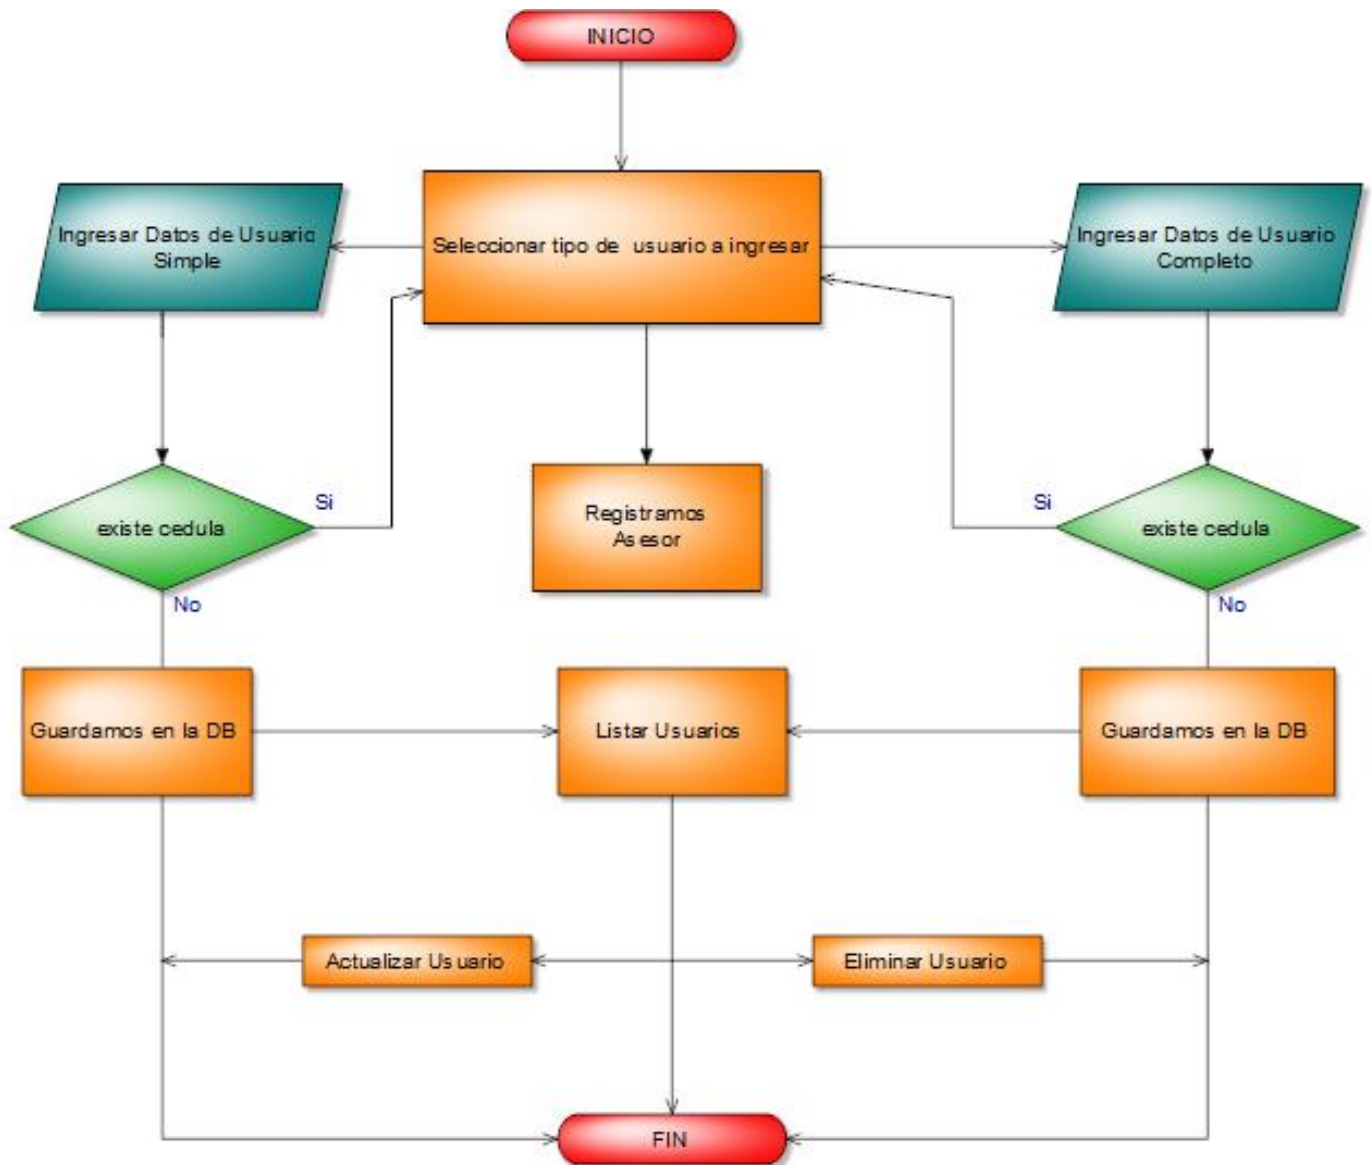 INICIO
Ingresar Datos de Usuario
Simple
Seleccionar tipo de usuario a ingresar
Ingresar Datos de Usuario
Completo
existe cedula
Si
Registramos
Asesor
Si
existe cedula
No
No
Guardamos en la DB
Listar Usuarios
Guardamos en la DB
Actualizar Usuario
Eliminar Usuario
FIN